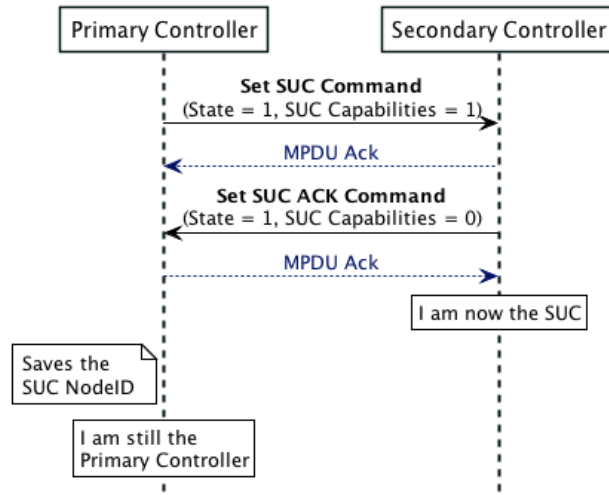 Primary Controller
Secondary Controller
Set SUC Command
(State = 1, SUC Capabilities = 1)
MPDU Ack
Set SUC ACK Command
(State = 1, SUC Capabilities = 0)
MPDU Ack
I am now the SUC
Saves the
SUC NodeID
I am still the
Primary Controller